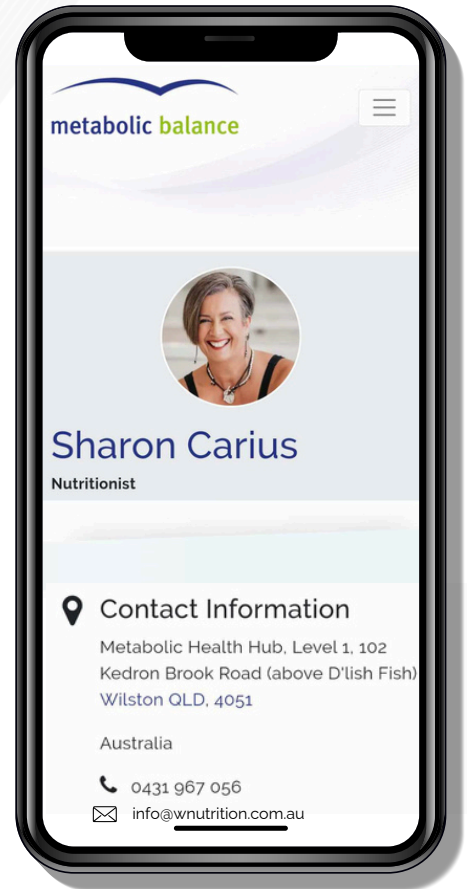 metabolic balance
Sharon Carius
Nutritionist
Contact Information
Metabolic Health Hub, Level 1, 102
Kedron Brook Road (above D'lish Fish)
Wilston QLD, 4051
Australia
0431 967 056
info@wnutrition.com.au